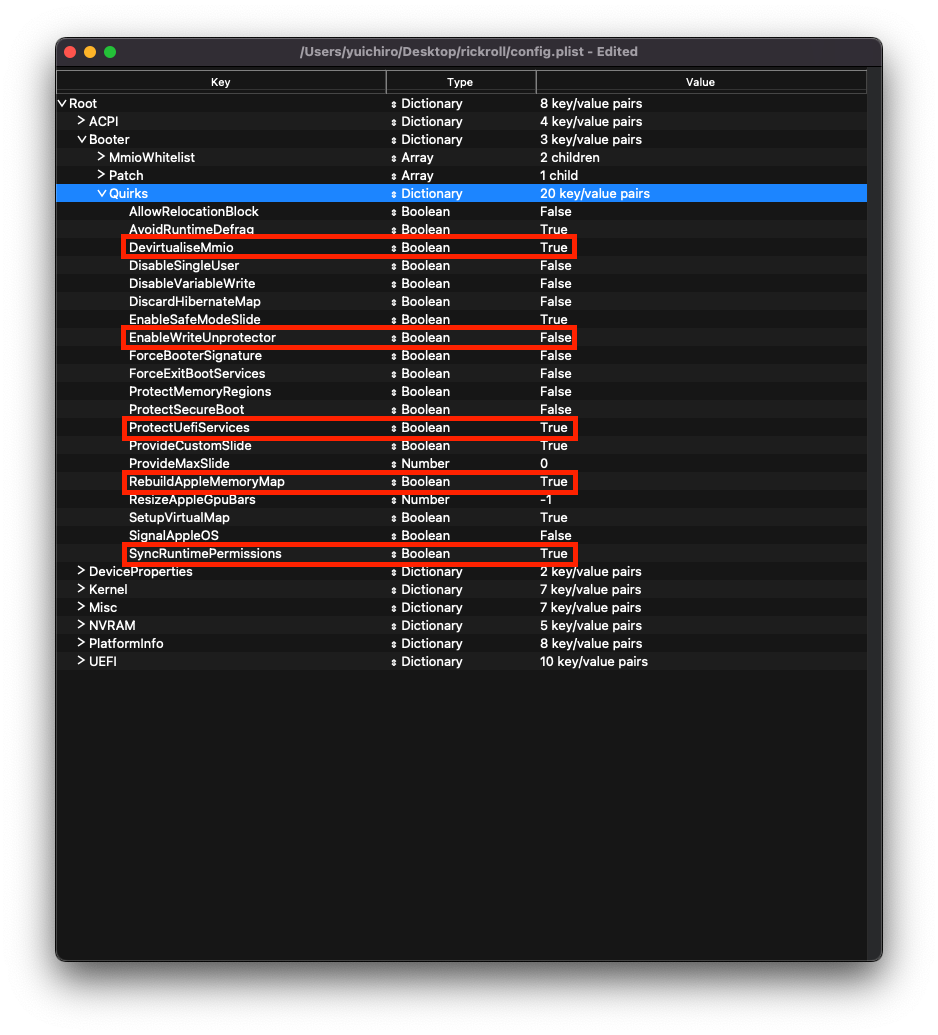 /Users/yuichiro/Desktop/rickroll/config.plist - Edited
Key Type Value
Root Dictionary 8 key/value pairs
ACPI Dictionary 4 key/value pairs
Booter Dictionary 3 key/value pairs
MmioWhitelist Array 2 children
Patch Array 1 child
Quirks Dictionary 20 key/value pairs
AllowRelocationBlock Boolean False
AvoidRuntimeDefrag Boolean True
DevirtualiseMmio Boolean True
DisableSingleUser Boolean False
DisableVariableWrite Boolean False
DiscardHibernateMap Boolean False
EnableSafeModeSlide Boolean True
EnableWriteUnprotector Boolean False
ForceBooterSignature Boolean False
ForceExitBootServices Boolean False
ProtectMemoryRegions Boolean False
ProtectSecureBoot Boolean False
ProtectUefiServices Boolean True
ProvideCustomSlide Boolean True
ProvideMaxSlide Number 0
RebuildAppleMemoryMap Boolean True
ResizeAppleGpuBars Number -1
SetupVirtualMap Boolean True
SignalAppleOS Boolean False
SyncRuntimePermissions Boolean True
DeviceProperties Dictionary 2 key/value pairs
Kernel Dictionary 7 key/value pairs
Misc Dictionary 7 key/value pairs
NVRAM Dictionary 5 key/value pairs
PlatformInfo Dictionary 8 key/value pairs
UEFI Dictionary 10 key/value pairs